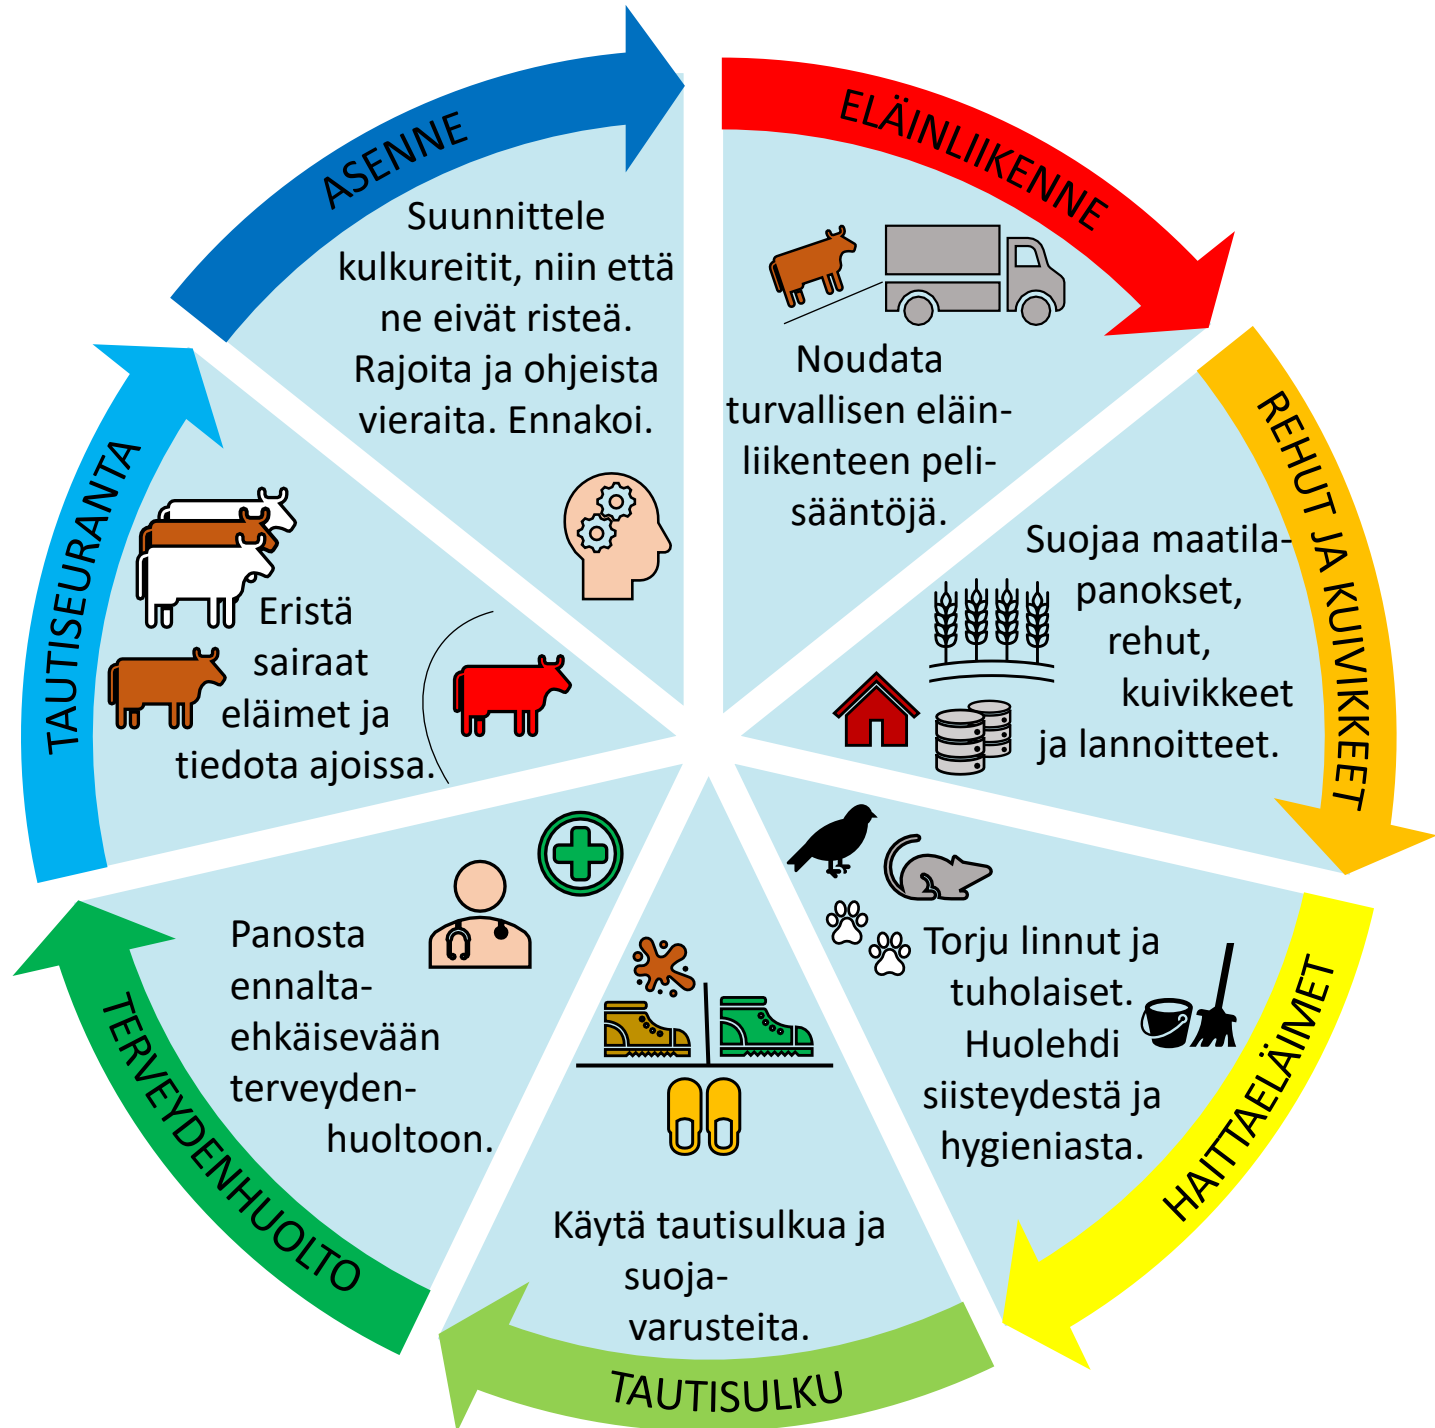 ASENNE
Suunnittele
kulkureitit, niin että
ne eivät risteä.
Rajoita ja ohjeista
vieraita. Ennakoi.
ELÄINLIIKENNE
Noudata
turvallisen eläin-
liikenteen peli-
sääntöjä.
REHUT JA KUIVIKKEET
Suojaa maatila-
panokset,
rehut,
kuivikkeet
ja lannoitteet.
HAITTAELÄIMET
Torju linnut ja
tuholaiset.
Huolehdi
siisteydestä ja
hygieniasta.
TAUTISULKU
Käytä tautisulkua ja
suoja-
varusteita.
TERVEYDENHUOLTO
Panosta
ennalta-
ehkäisevään
terveyden-
huoltoon.
TAUTISEURANTA
Eristä
sairaat
eläimet ja
tiedota ajoissa.